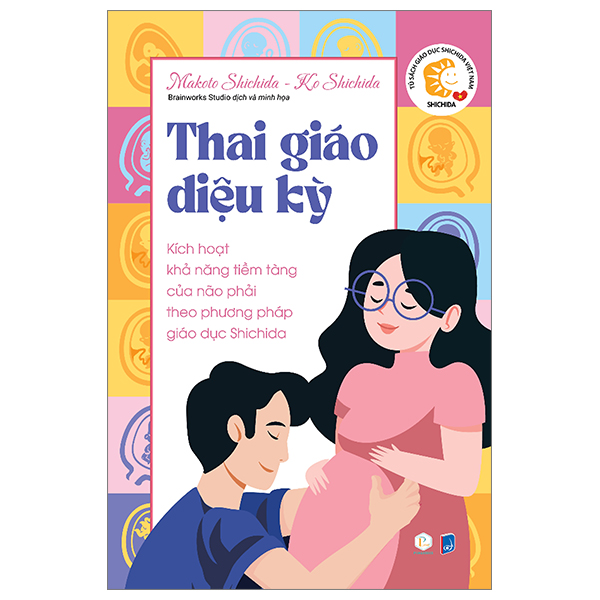 Makoto Shichida - Ko Shichida
Brainworks Studio dịch và minh họa
TỦ SÁCH GIÁO DỤC SHICHIDA VIỆT NAM
SHICHIDA
Thai giáo
diệu kỳ
Kích hoạt
khả năng tiềm tàng
của não phải
theo phương pháp
giáo dục Shichida